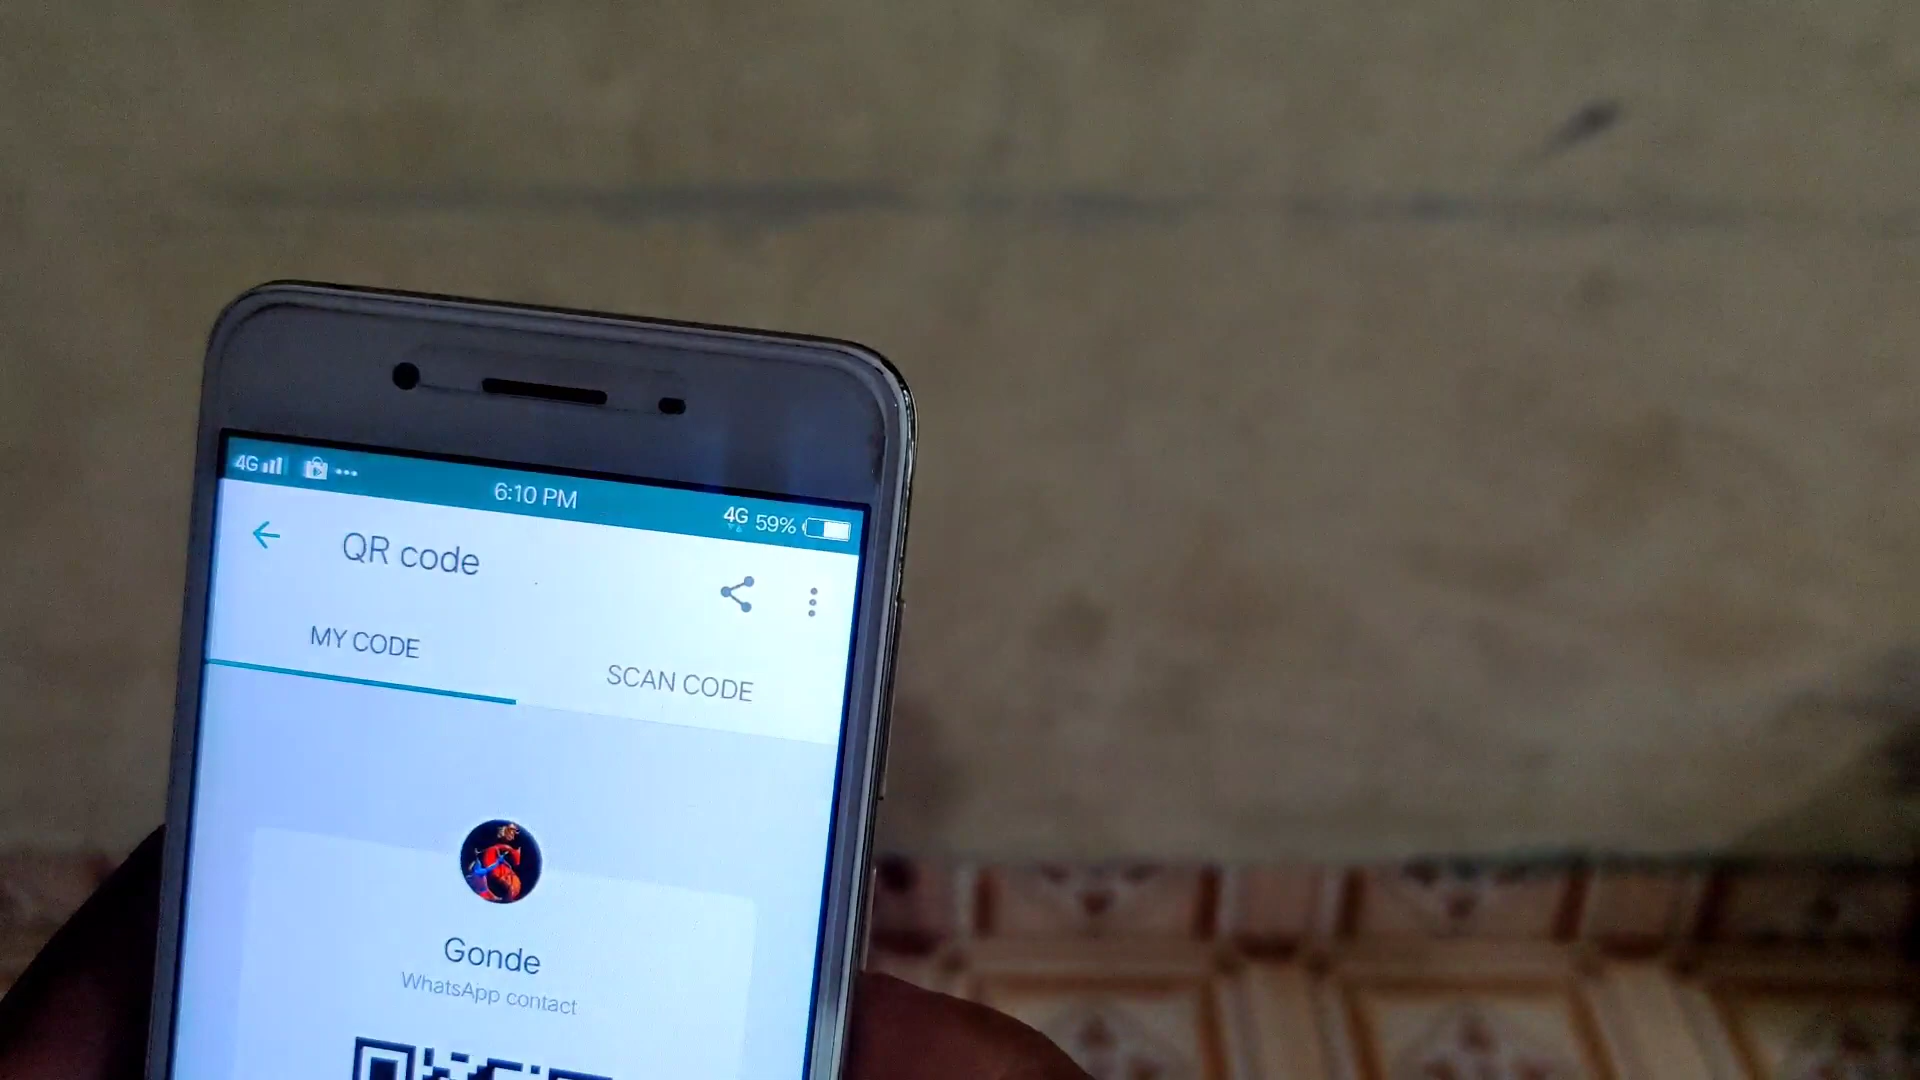 4G
6:10 PM
4G 59%
QR code
MY CODE
SCAN CODE
Gonde
WhatsApp contact